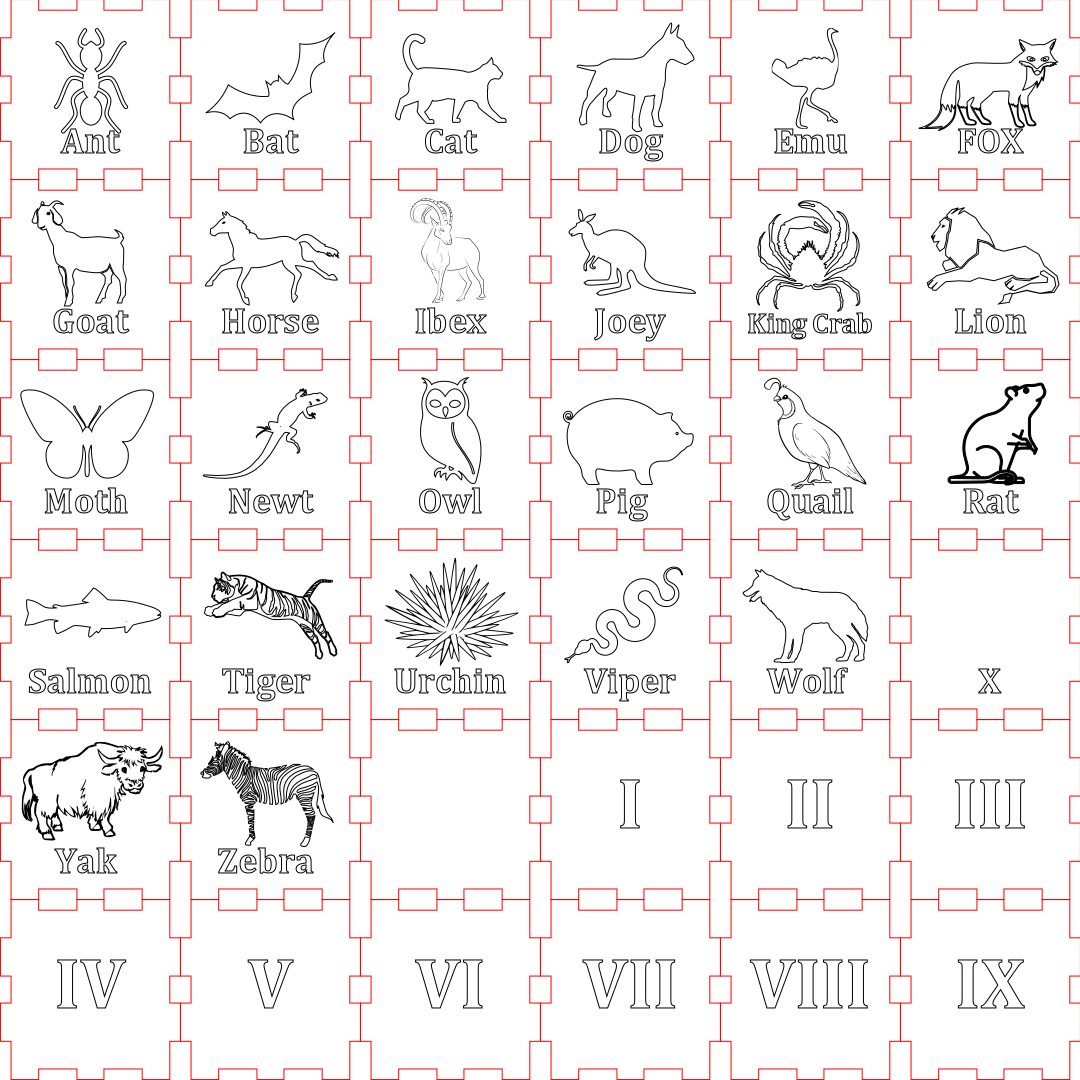 Ant
Bat
Cat
Dog
Emu
FOX
Goat
Horse
Ibex
Joey
King Crab
Lion
Moth
Newt
Owl
Pig
Quail
Rat
Salmon
Tiger
Urchin
Viper
Wolf
X
Yak
Zebra
I
II
III
IV
V
VI
VII
VIII
IX